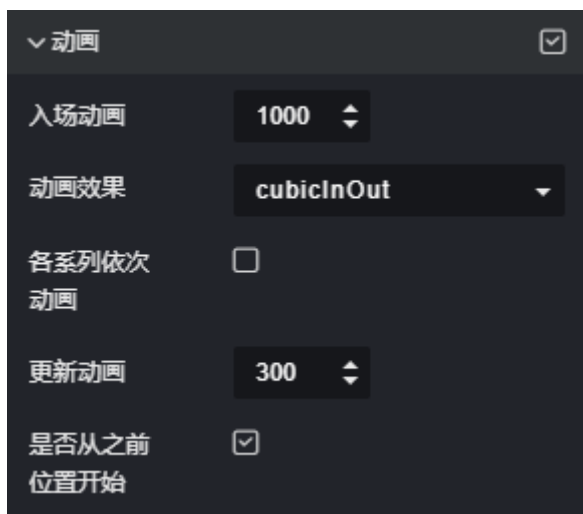 动画
入场动画 1000
动画效果 cubicInOut
各系列依次
动画
更新动画 300
是否从之前
位置开始